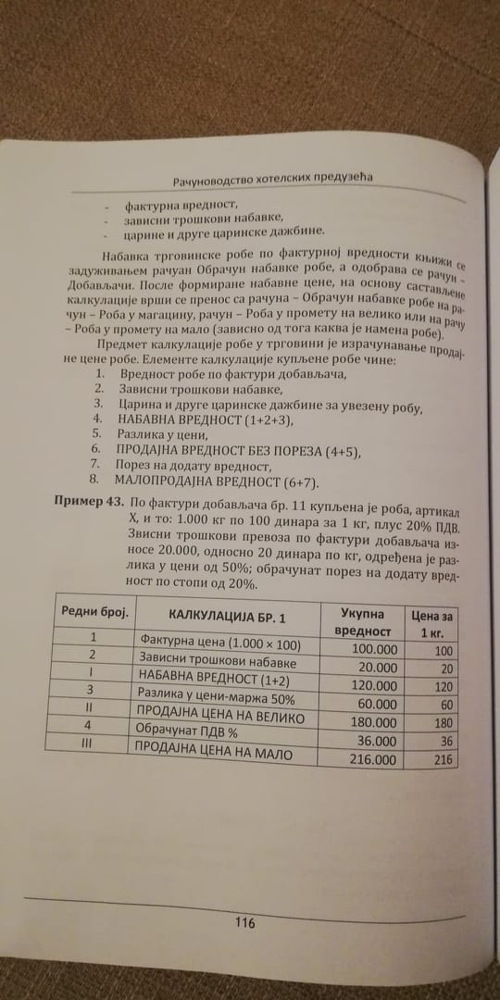 Рачуноводство хотелских предузећа
- фактурна вредност,
- зависни трошкови набавке,
- царине и друге царинске дажбине.
Набавка трговинске робе по фактурној вредности књижи се
задуживањем рачуан Обрачун набавке робе, а одобрава се рачун –
Добављачи. После формиране набавне цене, на основу састављене
калкулације врши се пренос са рачуна – Обрачун набавке робе на ра-
чун – Роба у магацину, рачун – Роба у промету на велико или на рачу
– Роба у промету на мало (зависно од тога каква је намена робе).
Предмет калкулације робе у трговини је израчунавање продај-
не цене робе. Елементе калкулације купљене робе чине:
1. Вредност робе по фактури добављача,
2. Зависни трошкови набавке,
3. Царина и друге царинске дажбине за увезену робу,
4. НАБАВНА ВРЕДНОСТ (1+2+3),
5. Разлика у цени,
6. ПРОДАЈНА ВРЕДНОСТ БЕЗ ПОРЕЗА (4+5),
7. Порез на додату вредност,
8. МАЛОПРОДАЈНА ВРЕДНОСТ (6+7).
Пример 43. По фактури добављача бр. 11 купљена је роба, артикал
X, и то: 1.000 кг по 100 динара за 1 кг, плус 20% ПДВ.
Звисни трошкови превоза по фактури добављача из-
носе 20.000, односно 20 динара по кг, одређена је раз-
лика у цени од 50%; обрачунат порез на додату вред-
ност по стопи од 20%.
Редни број. КАЛКУЛАЦИЈА БР. 1 Укупна вредност Цена за 1 кг.
1 Фактурна цена (1.000 × 100) 100.000 100
2 Зависни трошкови набавке 20.000 20
I НАБАВНА ВРЕДНОСТ (1+2) 120.000 120
3 Разлика у цени-маржа 50% 60.000 60
II ПРОДАЈНА ЦЕНА НА ВЕЛИКО 180.000 180
4 Обрачунат ПДВ % 36.000 36
III ПРОДАЈНА ЦЕНА НА МАЛО 216.000 216
116